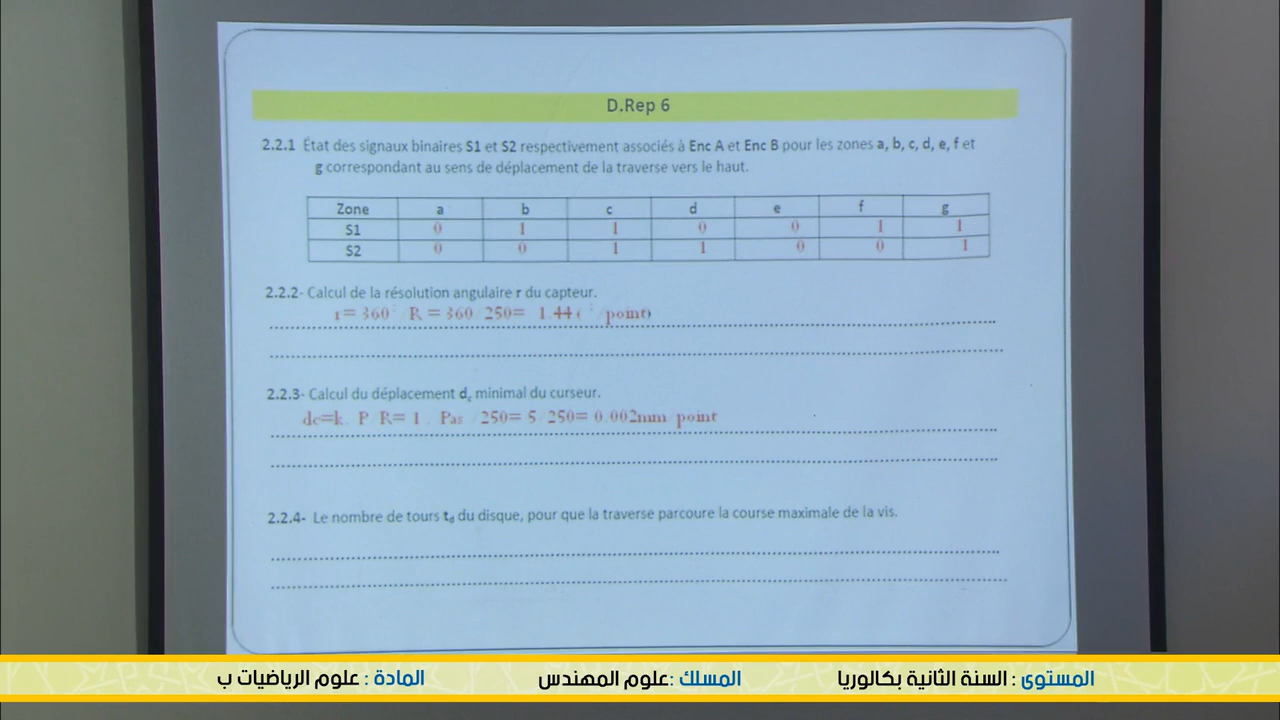 D.Rep 6
2.2.1 État des signaux binaires S1 et S2 respectivement associés à Enc A et Enc B pour les zones a, b, c, d, e, f et
g correspondant au sens de déplacement de la traverse vers le haut.
Zone a b c d e f g
S1 0 1 1 0 0 1 1
S2 0 0 1 1 0 0 1
2.2.2- Calcul de la résolution angulaire r du capteur.
r= 360° R = 360 250= 1.44 ( ° point)
2.2.3- Calcul du déplacement dc minimal du curseur.
dc=k. P R= 1 . Pas /250= 5/250= 0.002mm point
2.2.4- Le nombre de tours td du disque, pour que la traverse parcoure la course maximale de la vis.
المستوى : السنة الثانية بكالوريا المسلك :علوم المهندس المادة : علوم الرياضيات ب